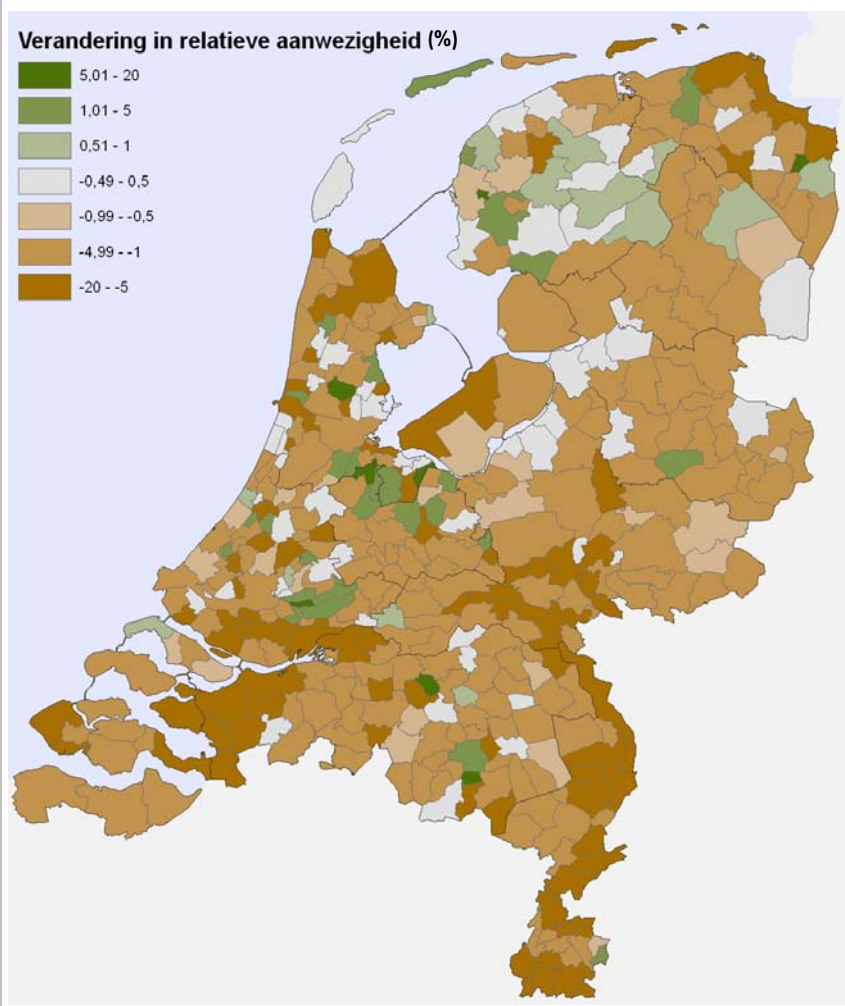 Verandering in relatieve aanwezigheid (%)
5,01 - 20
1,01 - 5
0,51 - 1
-0,49 - 0,5
-0,99 - -0,5
-4,99 - -1
-20 - -5